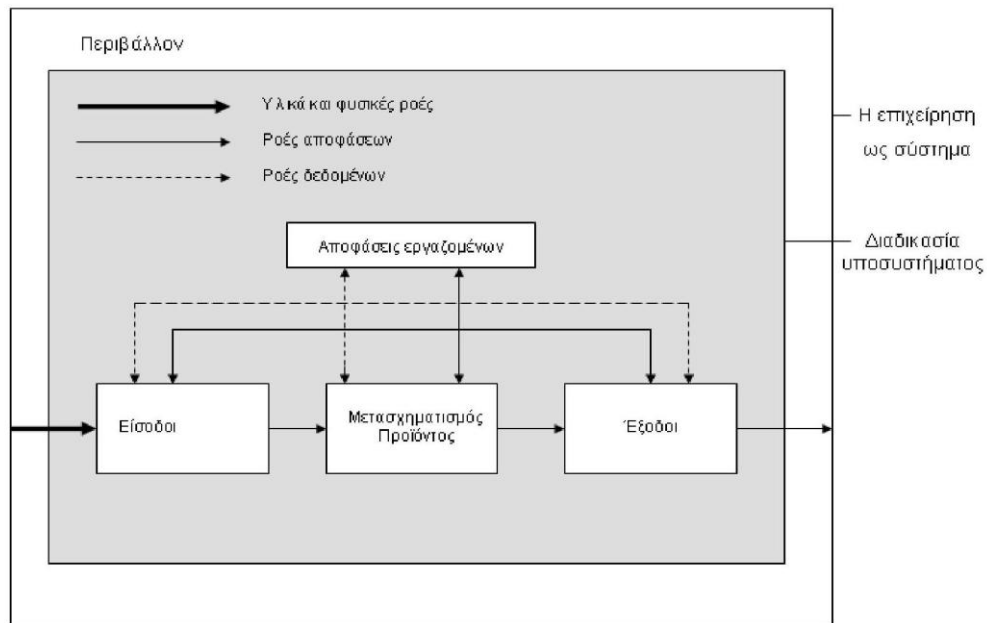 Περιβάλλον
Υλικά και φυσικές ροές
Ροές αποφάσεων
Ροές δεδομένων
Η επιχείρηση
ως σύστημα
Αποφάσεις εργαζομένων
Διαδικασία
υποσυστήματος
Είσοδοι
Μετασχηματισμός
Προϊόντος
Έξοδοι